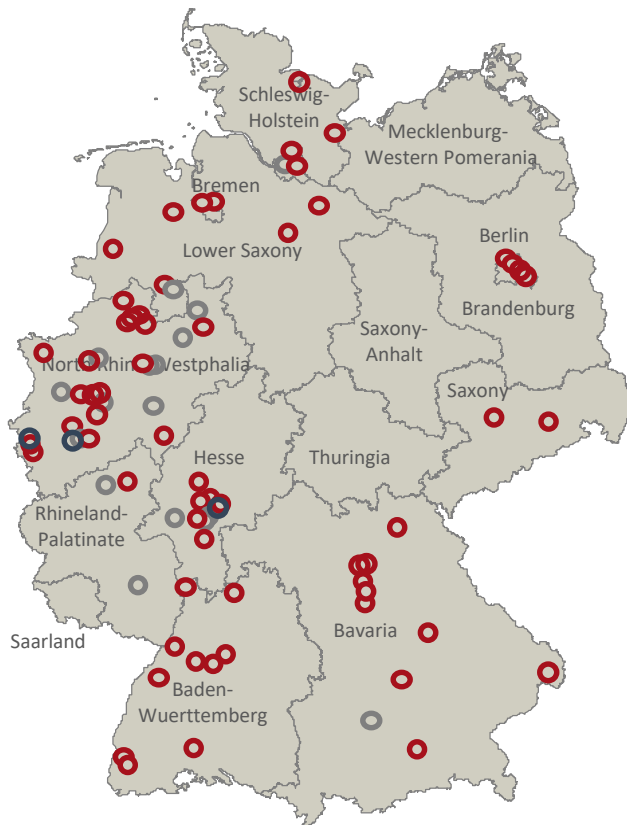 Schleswig-
Holstein
Mecklenburg-
Western Pomerania
Bremen
Lower Saxony
Berlin
Brandenburg
Saxony-
Anhalt
North Rhine-Westphalia
Saxony
Hesse
Thuringia
Rhineland-
Palatinate
Saarland
Bavaria
Baden-
Wuerttemberg